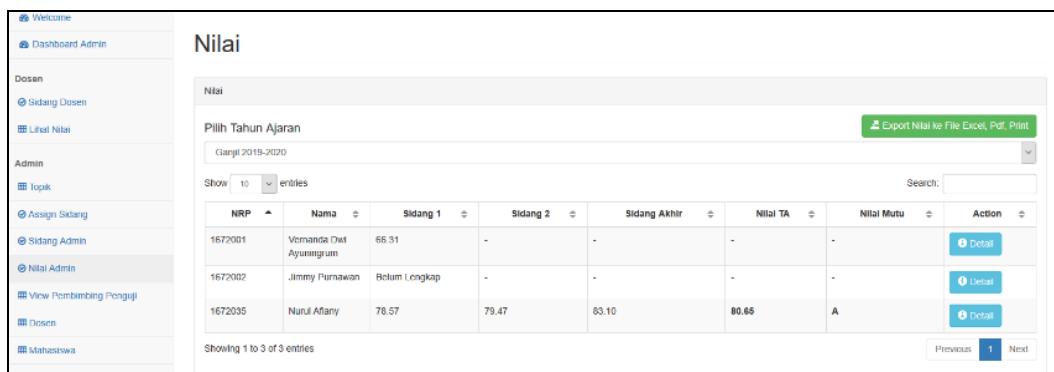 Welcome
Dashboard Admin
Dosen
Sidang Dosen
Lihat Nilai
Admin
Topik
Assign Sidang
Sidang Admin
Nilai Admin
View Pembimbing Penguji
Dosen
Mahasiswa
Nilai
Nilai
Pilih Tahun Ajaran
Export Nilai ke File Excel, Pdf, Print
Ganjil 2019-2020
Show 10 entries Search:
NRP Nama Sidang 1 Sidang 2 Sidang Akhir Nilai TA Nilai Mutu Action
1672001 Vernanda Dwi 66.31 - - - - Detail
Ayuningrum
1672002 Jimmy Purnawan Belum Lengkap - - - - Detail
1672035 Nurul Afiany 78.57 79.47 83.10 80.65 A Detail
Showing 1 to 3 of 3 entries Previous 1 Next